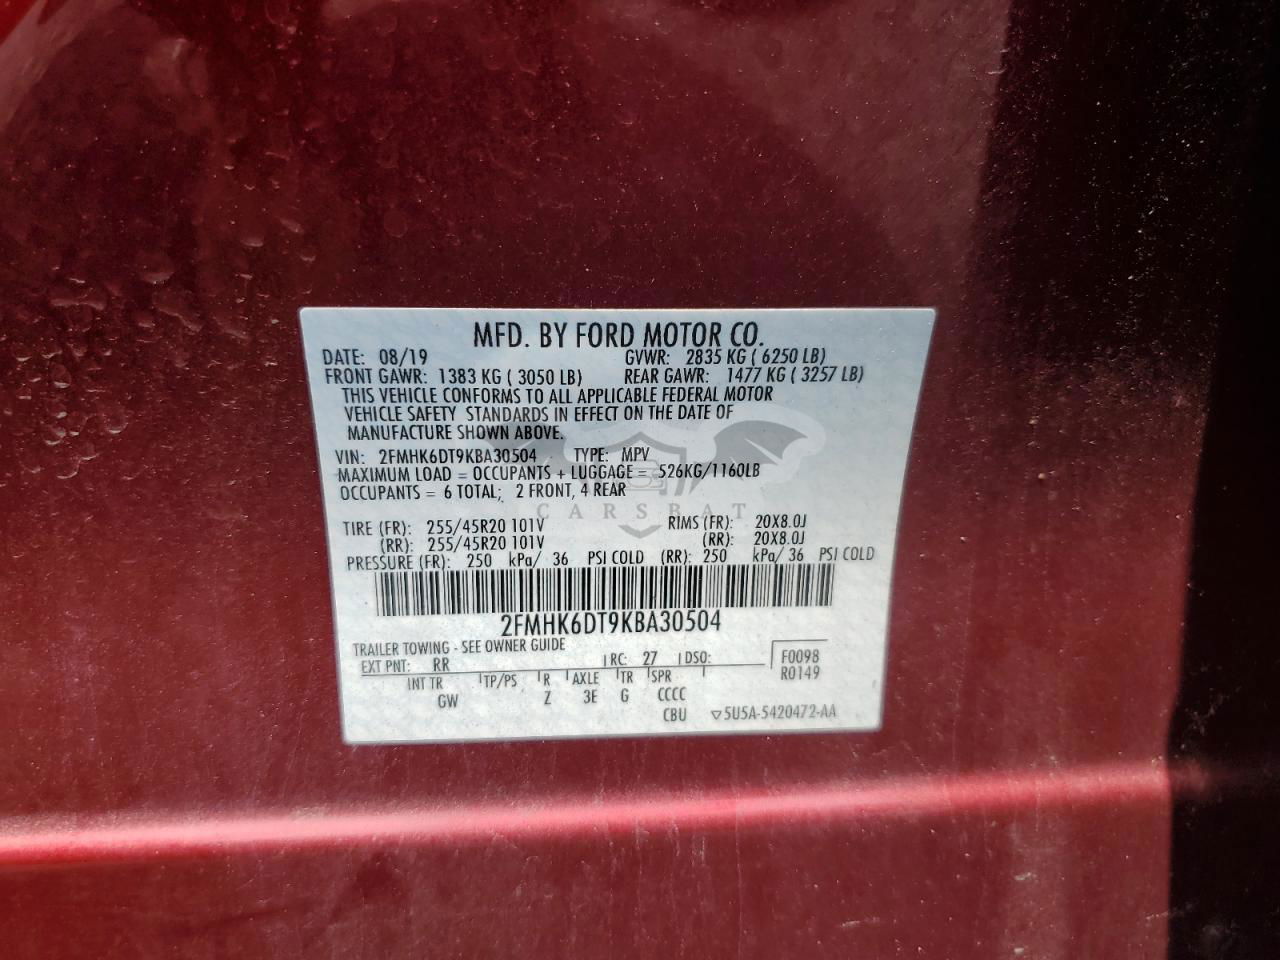 MFD. BY FORD MOTOR CO.
DATE: 08/19 GVWR: 2835 KG ( 6250 LB)
FRONT GAWR: 1383 KG ( 3050 LB) REAR GAWR: 1477 KG ( 3257 LB)
THIS VEHICLE CONFORMS TO ALL APPLICABLE FEDERAL MOTOR
VEHICLE SAFETY STANDARDS IN EFFECT ON THE DATE OF
MANUFACTURE SHOWN ABOVE.
VIN: 2FMHK6DT9KBA30504 TYPE: MPV
MAXIMUM LOAD = OCCUPANTS + LUGGAGE = 526KG/1160LB
OCCUPANTS = 6 TOTAL; 2 FRONT, 4 REAR
CARSBAT
TIRE (FR): 255/45R20 101V RIMS (FR): 20X8.0J
(RR): 255/45R20 101V (RR): 20X8.0J
PRESSURE (FR): 250 kPa/ 36 PSI COLD (RR): 250 kPa/ 36 PSI COLD
2FMHK6DT9KBA30504
TRAILER TOWING - SEE OWNER GUIDE
EXT PNT: RR RC: 27 DSO: F0098
R0149
INT TR TP/PS R AXLE TR SPR
GW Z 3E G CCCC
CBU ▽5U5A-5420472-AA